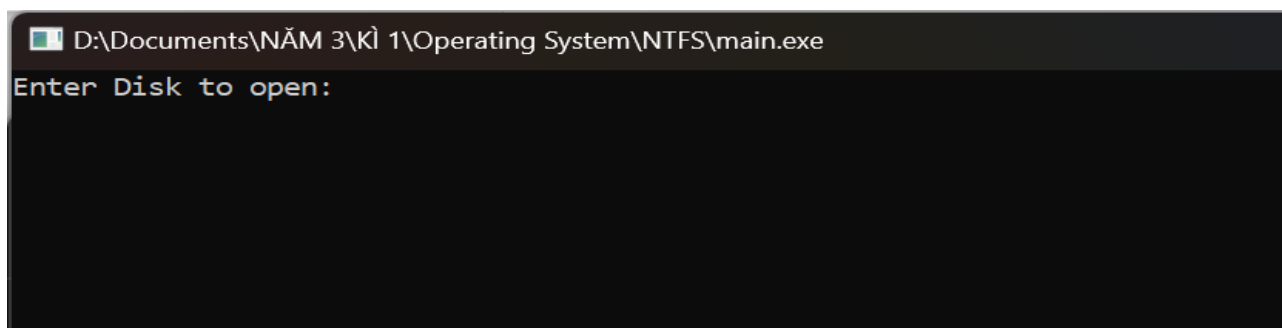 D:\Documents\NĂM 3\KÌ 1\Operating System\NTFS\main.exe
Enter Disk to open: